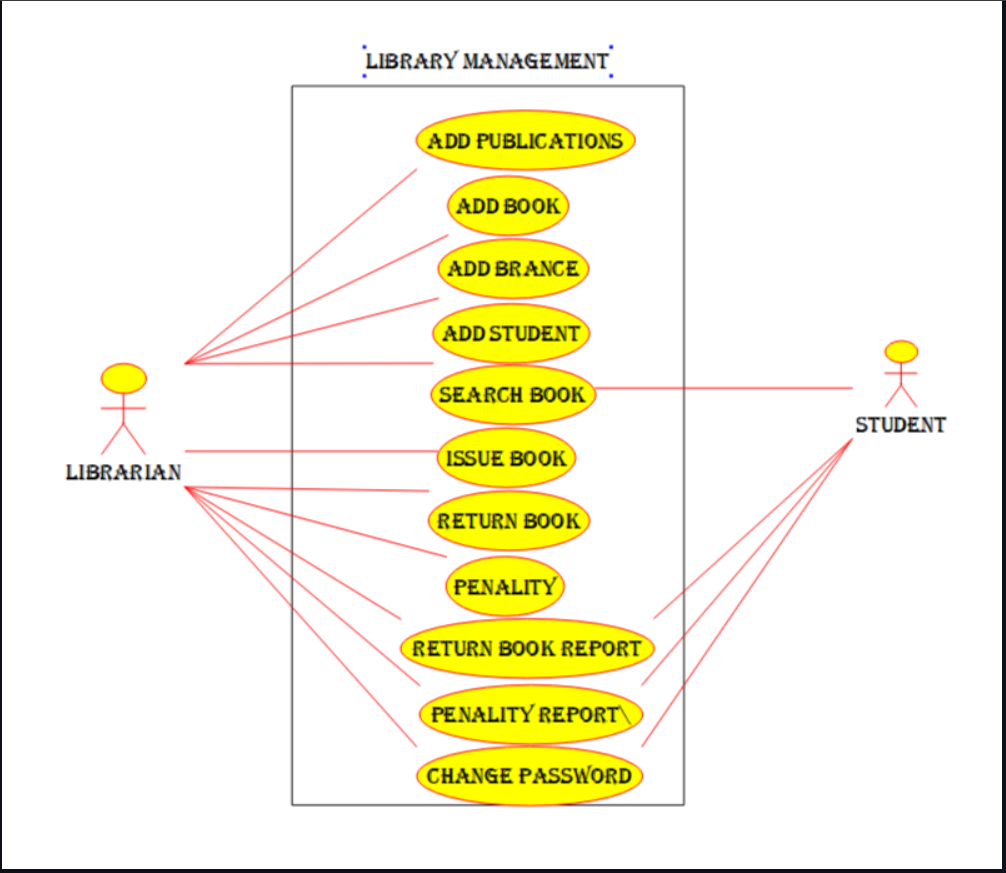 LIBRARY MANAGEMENT
ADD PUBLICATIONS
ADD BOOK
ADD BRANCE
ADD STUDENT
SEARCH BOOK
STUDENT
ISSUE BOOK
LIBRARIAN
RETURN BOOK
PENALITY
RETURN BOOK REPORT
PENALITY REPORT\
CHANGE PASSWORD